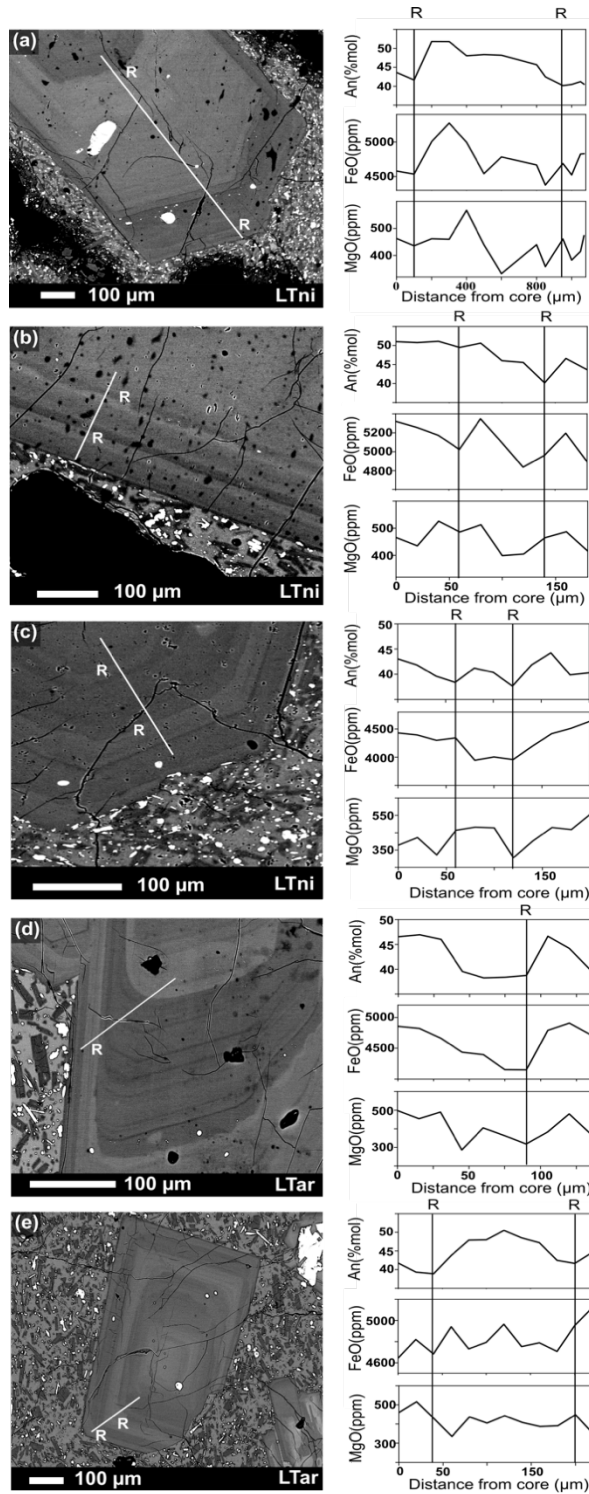 (a)
R
R
100 µm
LTni
R
R
An(%mol)
50
45
40
FeO(ppm)
5000
4500
MgO(ppm)
500
400
0
400
800
Distance from core (µm)
(b)
R
R
100 µm
LTni
R
R
An(%mol)
50
45
40
FeO(ppm)
5200
5000
4800
MgO(ppm)
500
400
0
50
150
Distance from core (µm)
(c)
R
R
100 µm
LTni
R
R
An(%mol)
50
45
40
FeO(ppm)
4500
4000
MgO(ppm)
550
350
0
50
150
Distance from core (µm)
(d)
R
100 µm
LTar
R
An(%mol)
50
45
40
FeO(ppm)
5000
4500
MgO(ppm)
500
300
0
50
100
Distance from core (µm)
(e)
R
R
100 µm
LTar
R
R
An(%mol)
50
45
40
FeO(ppm)
5000
4600
MgO(ppm)
500
300
0
50
150
Distance from core (µm)